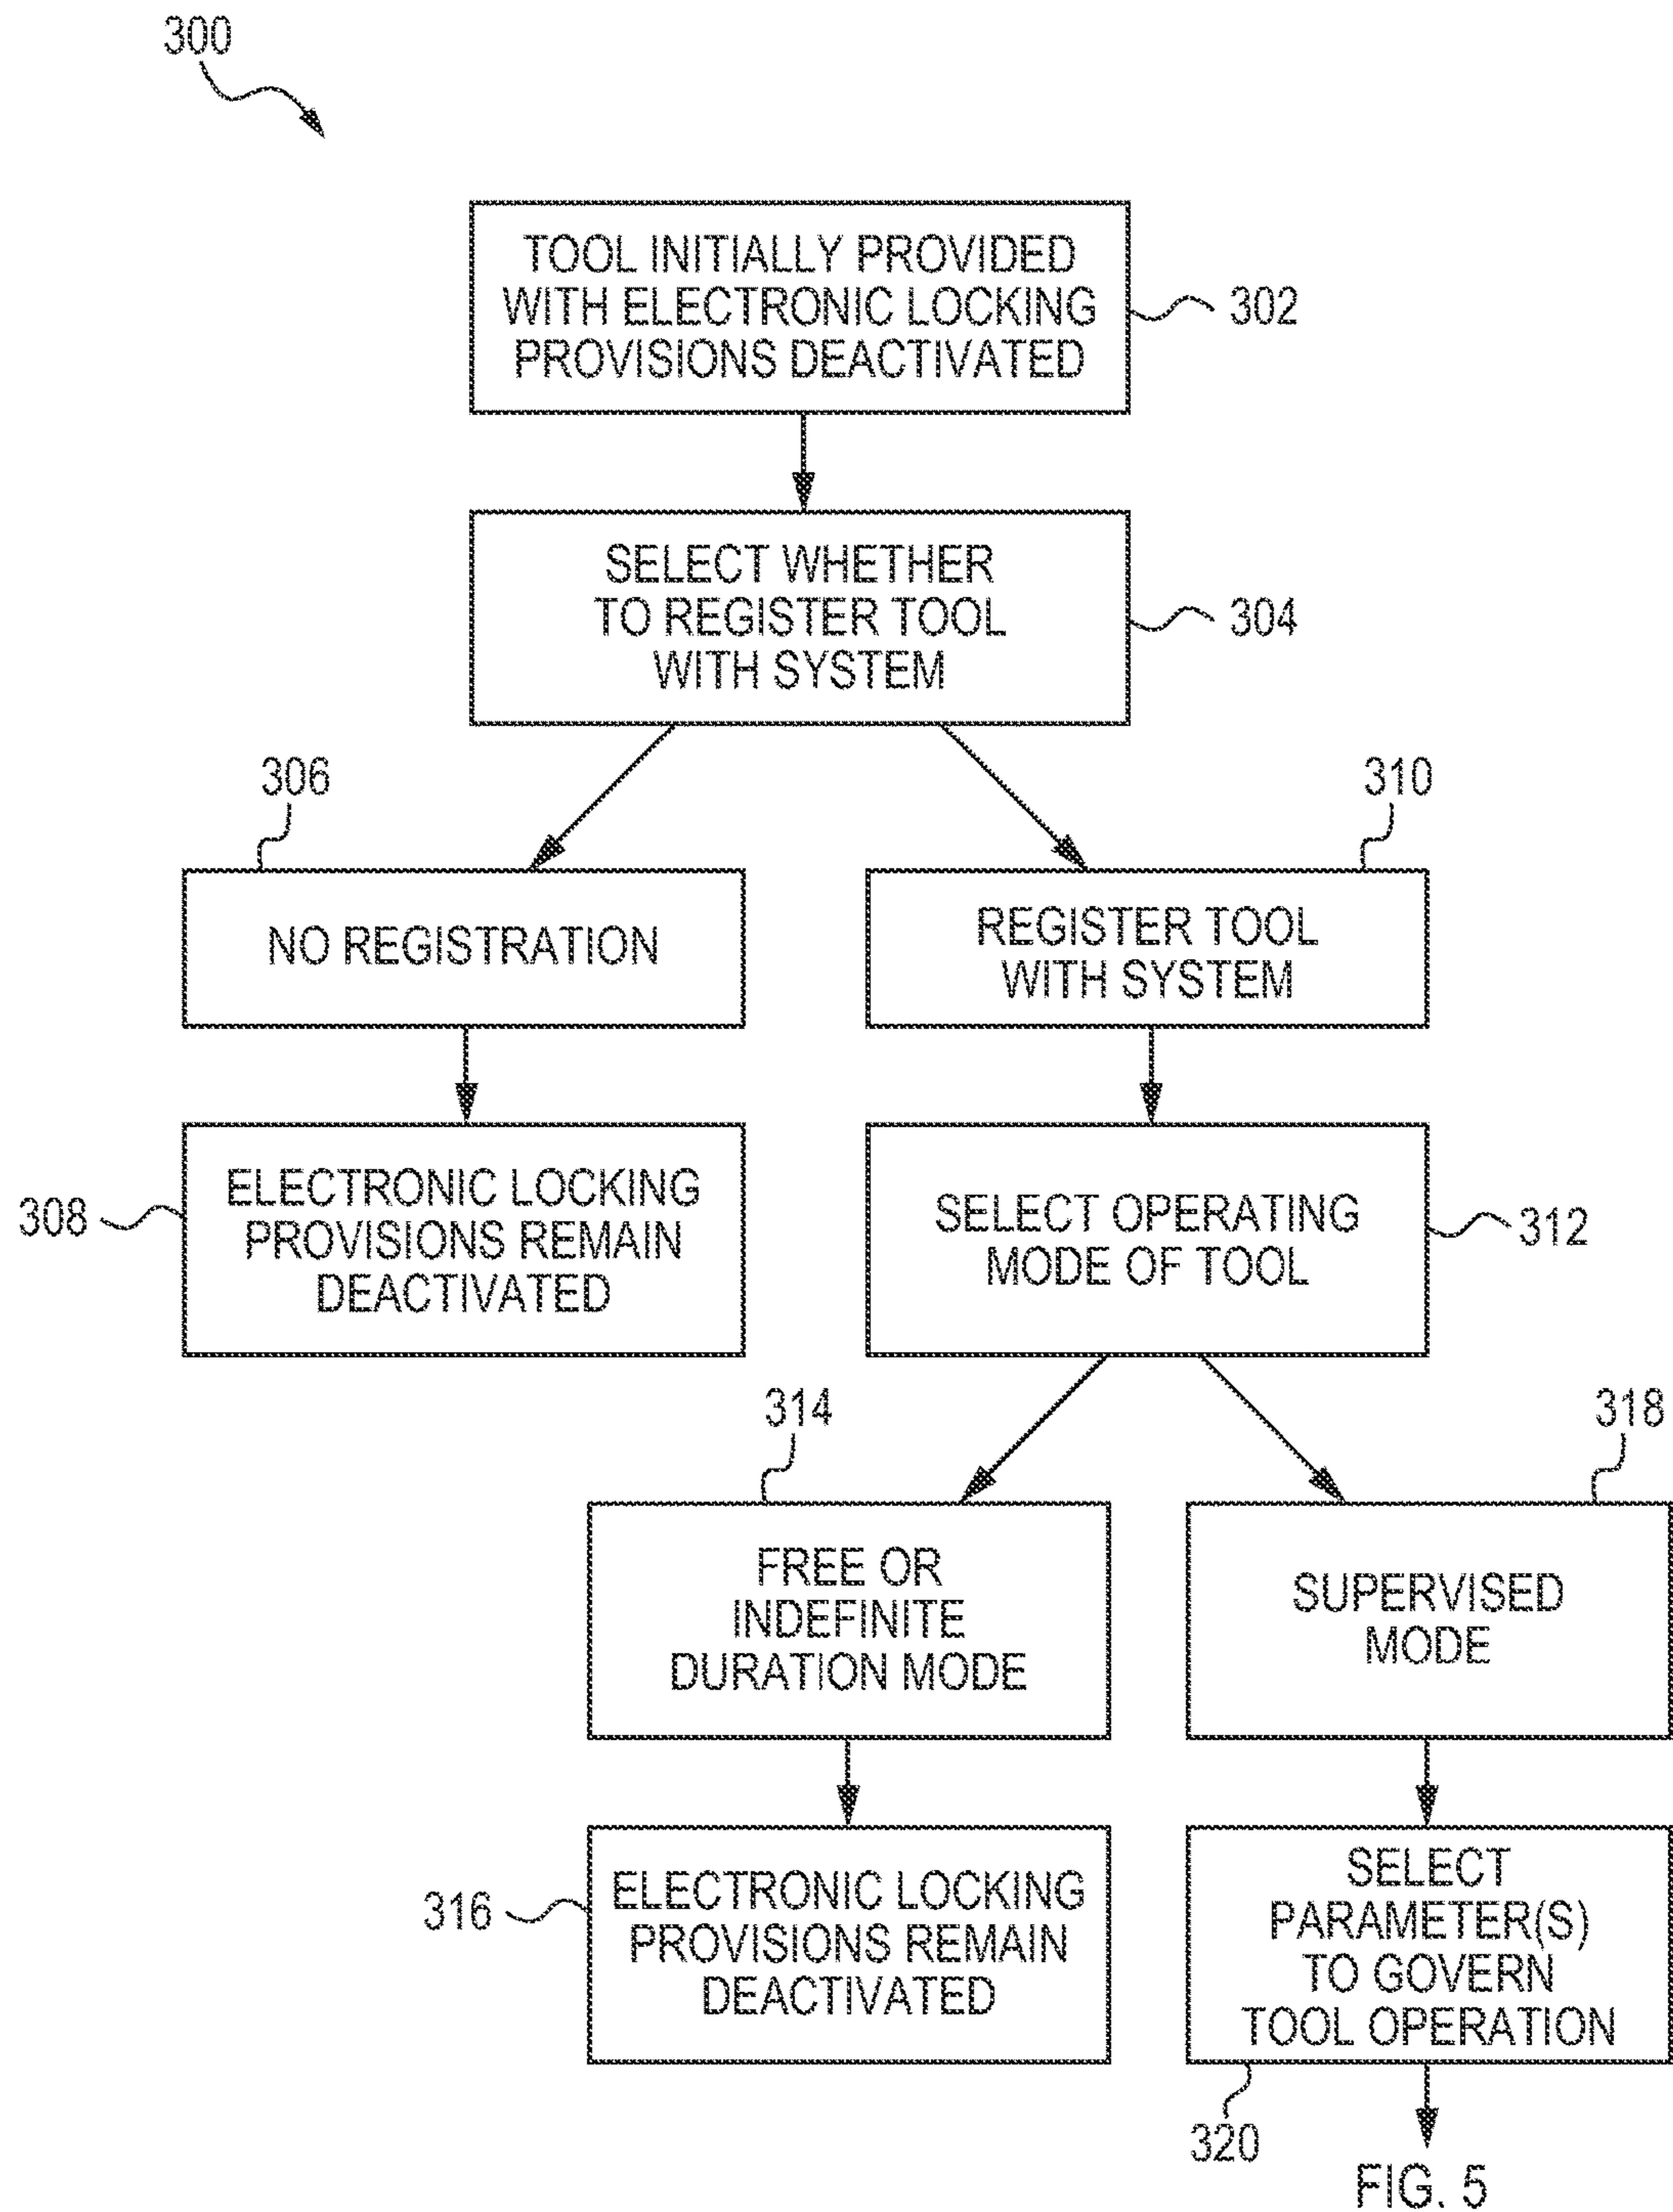 300
TOOL INITIALLY PROVIDED
WITH ELECTRONIC LOCKING
PROVISIONS DEACTIVATED
302
SELECT WHETHER
TO REGISTER TOOL
WITH SYSTEM
304
306
310
NO REGISTRATION
REGISTER TOOL
WITH SYSTEM
308
ELECTRONIC LOCKING
PROVISIONS REMAIN
DEACTIVATED
SELECT OPERATING
MODE OF TOOL
312
314
318
FREE OR
INDEFINITE
DURATION MODE
SUPERVISED
MODE
316
ELECTRONIC LOCKING
PROVISIONS REMAIN
DEACTIVATED
SELECT
PARAMETER(S)
TO GOVERN
TOOL OPERATION
320
FIG. 5